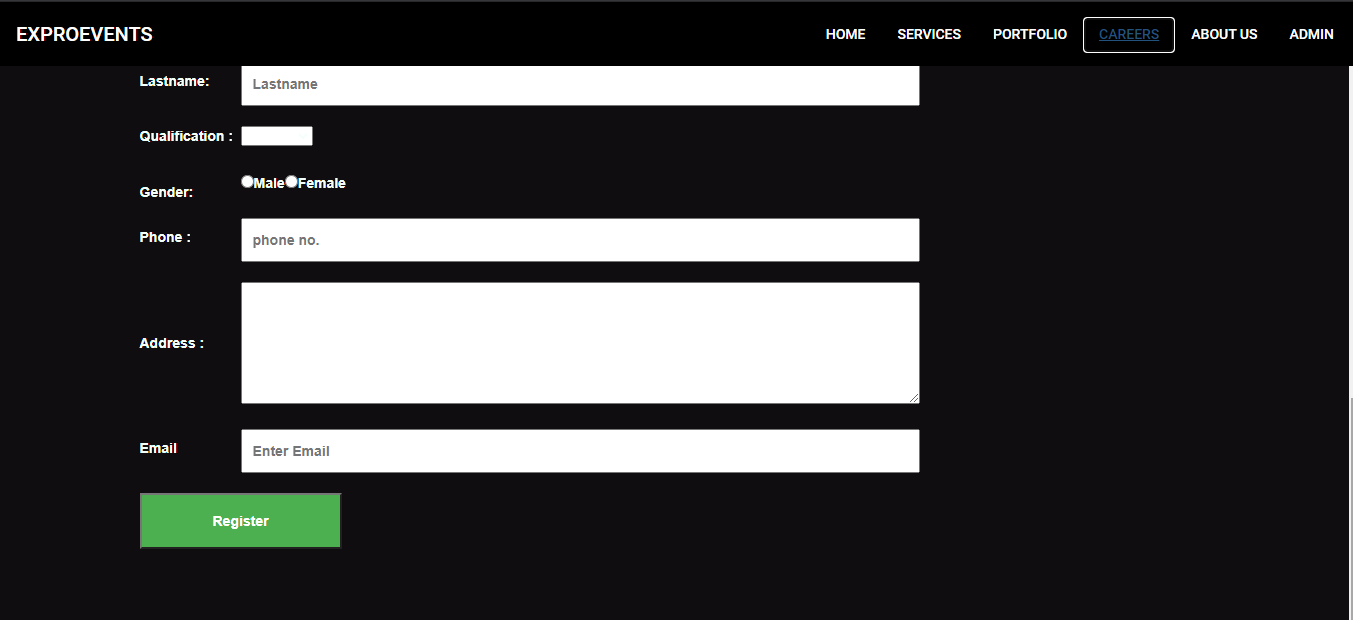 EXPROEVENTS HOME SERVICES PORTFOLIO CAREERS ABOUT US ADMIN
Lastname: Lastname
Qualification :
Gender: Male Female
Phone : phone no.
Address :
Email Enter Email
Register